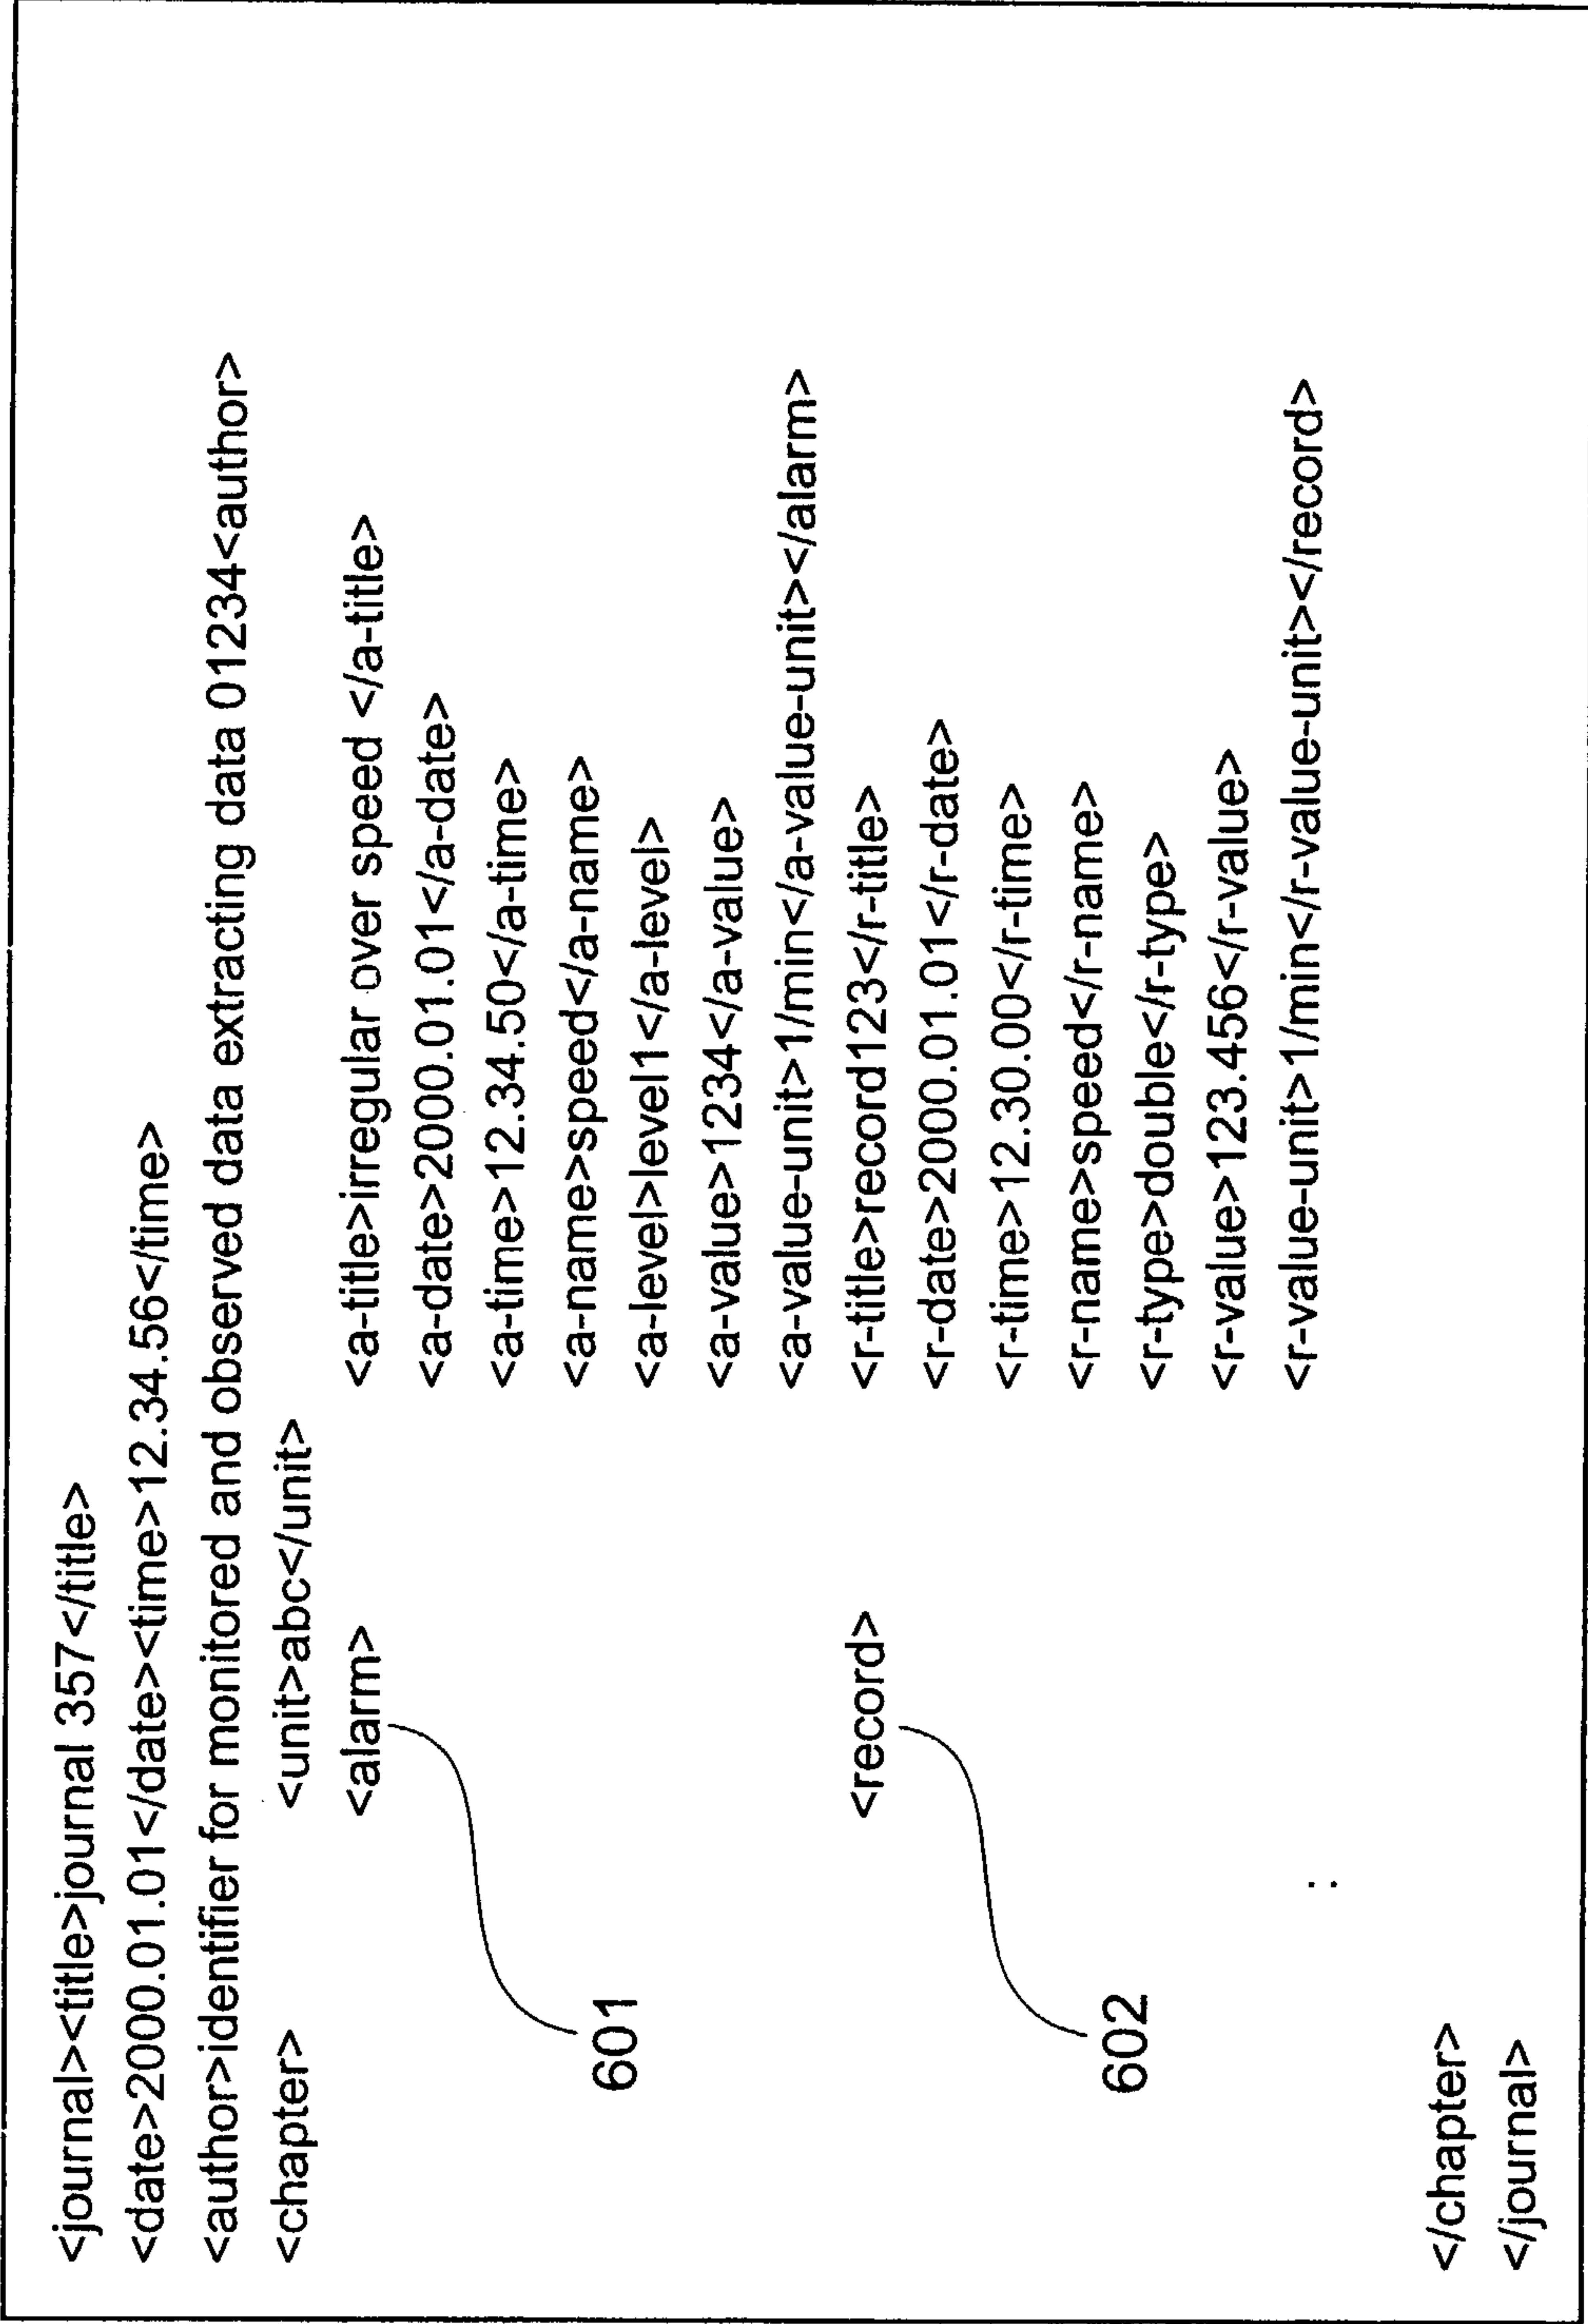 <journal><title>journal 357</title>
<date>2000.01.01</date><time>12.34.56</time>
<author>identifier for monitored and observed data extracting data 01234<author>
<chapter> <unit>abc</unit>
<alarm> <a-title>irregular over speed </a-title>
<a-date>2000.01.01</a-date>
<a-time>12.34.50</a-time>
<a-name>speed</a-name>
601
<a-level>level1</a-level>
<a-value>1234</a-value>
<a-value-unit>1/min</a-value-unit></alarm>
<record> <r-title>record123</r-title>
<r-date>2000.01.01</r-date>
<r-time>12.30.00</r-time>
<r-name>speed</r-name>
602
<r-type>double</r-type>
<r-value>123.456</r-value>
<r-value-unit>1/min</r-value-unit></record>
:
</chapter>
</journal>